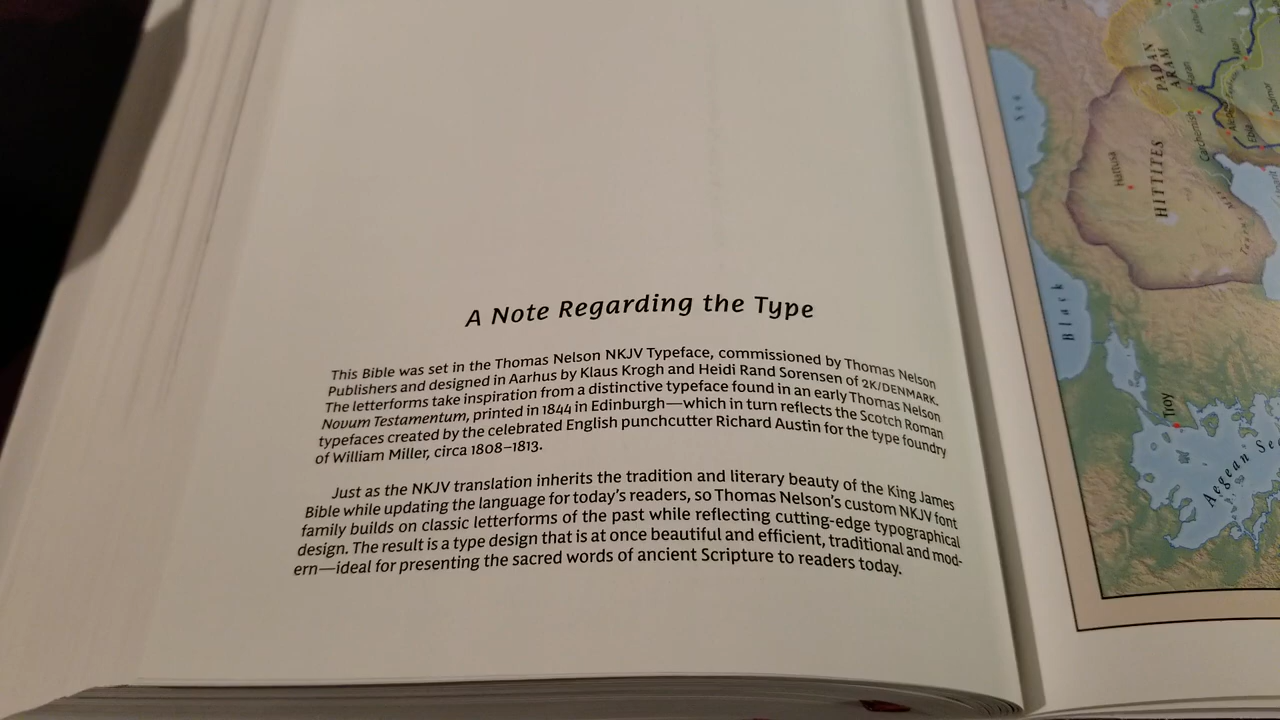 A Note Regarding the Type
This Bible was set in the Thomas Nelson NKJV Typeface, commissioned by Thomas Nelson
Publishers and designed in Aarhus by Klaus Krogh and Heidi Rand Sorensen of 2K/DENMARK.
The letterforms take inspiration from a distinctive typeface found in an early Thomas Nelson
Novum Testamentum, printed in 1844 in Edinburgh—which in turn reflects the Scotch Roman
typefaces created by the celebrated English punchcutter Richard Austin for the type foundry
of William Miller, circa 1808–1813.
Just as the NKJV translation inherits the tradition and literary beauty of the King James
Bible while updating the language for today's readers, so Thomas Nelson's custom NKJV font
family builds on classic letterforms of the past while reflecting cutting-edge typographical
design. The result is a type design that is at once beautiful and efficient, traditional and mod-
ern—ideal for presenting the sacred words of ancient Scripture to readers today.
PADAN
ARAM
Haran
Carchemish
Ebla
Mari
Tadmor
HITTITES
Hattusa
Black
Sea
Troy
Aegean Sea